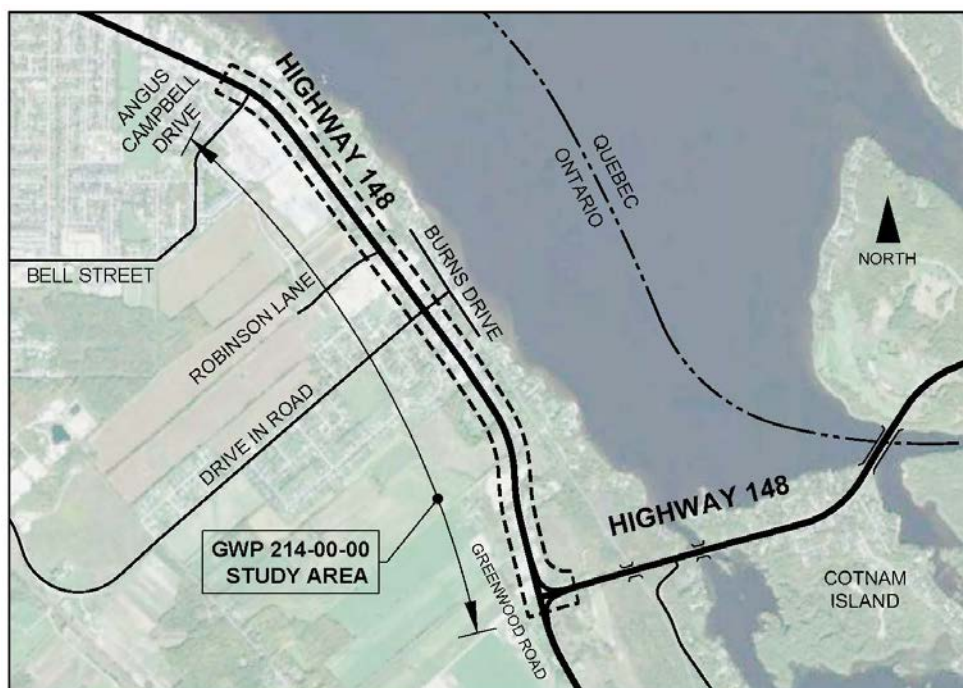 ANGUS
CAMPBELL
DRIVE
HIGHWAY 148
QUEBEC
ONTARIO
NORTH
BELL STREET
BURNS DRIVE
ROBINSON LANE
DRIVE IN ROAD
HIGHWAY 148
GWP 214-00-00
STUDY AREA
GREENWOOD ROAD
COTNAM
ISLAND